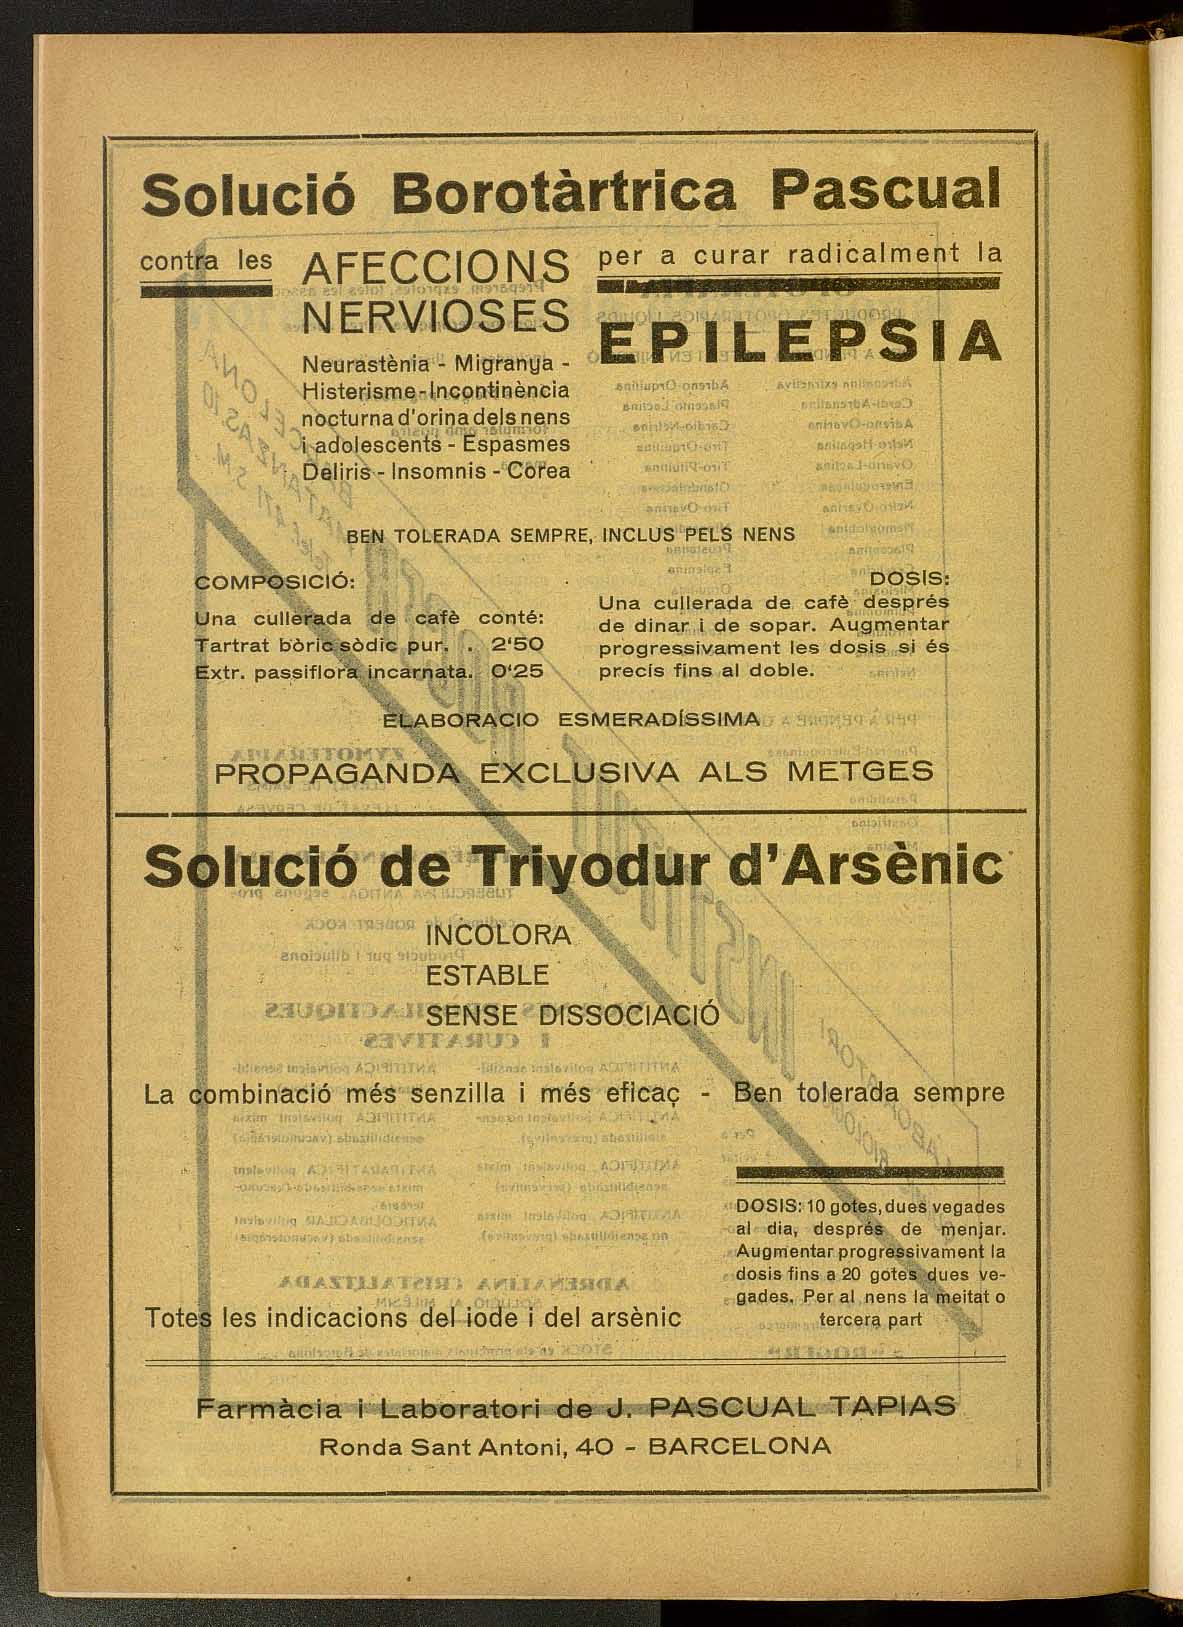 Solució Borotàrtrica Pascual
contra les
AFECCIONS
NERVIOSES
Neurastènia - Migranya -
Histerisme - Incontinència
nocturna d'orina dels nens
i adolescents - Espasmes
Deliris - Insomnis - Corea
per a curar radicalment la
EPILEPSIA
BEN TOLERADA SEMPRE, INCLUS PELS NENS
COMPOSICIÓ:
Una cullerada de cafè conté:
Tartrat bòric sòdic pur. . 2'50
Extr. passiflora incarnata. 0'25
DOSIS:
Una cullerada de cafè després
de dinar i de sopar. Augmentar
progressivament les dosis si és
precís fins al doble.
ELABORACIO ESMERADÍSSIMA
PROPAGANDA EXCLUSIVA ALS METGES
Solució de Triyodur d'Arsènic
INCOLORA
ESTABLE
SENSE DISSOCIACIÓ
La combinació més senzilla i més eficaç - Ben tolerada sempre
DOSIS: 10 gotes, dues vegades
al dia, després de menjar.
Augmentar progressivament la
dosis fins a 20 gotes dues ve-
gades. Per al nens la meitat o
tercera part
Totes les indicacions del iode i del arsènic
Farmàcia i Laboratori de J. PASCUAL TAPIAS
Ronda Sant Antoni, 40 - BARCELONA